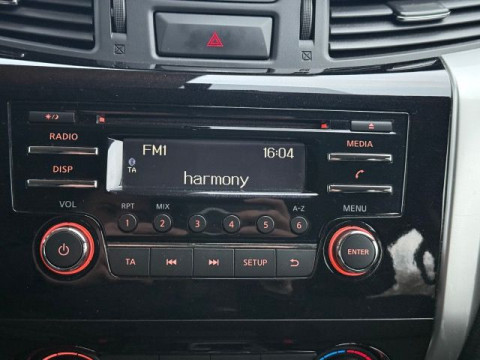 RADIO
MEDIA
FM1 16:04
TA
harmony
DISP
VOL RPT MIX A-Z MENU
1 2 3 4 5 6
ENTER
TA SETUP